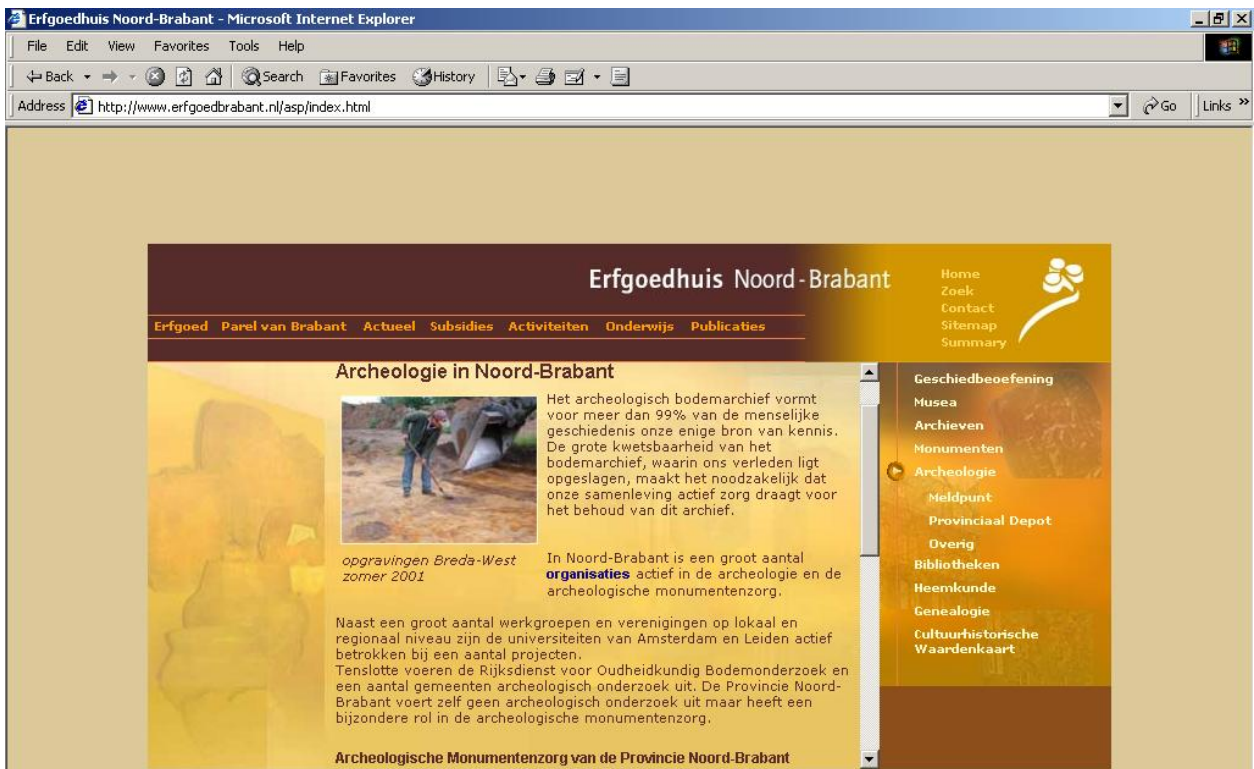 Erfgoedhuis Noord-Brabant - Microsoft Internet Explorer
File Edit View Favorites Tools Help
Back Search Favorites History
Address http://www.erfgoedbrabant.nl/asp/index.html Go Links »
Erfgoedhuis Noord-Brabant
Home
Zoek
Contact
Sitemap
Summary
Erfgoed Parel van Brabant Actueel Subsidies Activiteiten Onderwijs Publicaties
Archeologie in Noord-Brabant
Het archeologisch bodemarchief vormt
voor meer dan 99% van de menselijke
geschiedenis onze enige bron van kennis.
De grote kwetsbaarheid van het
bodemarchief, waarin ons verleden ligt
opgeslagen, maakt het noodzakelijk dat
onze samenleving actief zorg draagt voor
het behoud van dit archief.
opgravingen Breda-West
zomer 2001
In Noord-Brabant is een groot aantal
organisaties actief in de archeologie en de
archeologische monumentenzorg.
Naast een groot aantal werkgroepen en verenigingen op lokaal en
regionaal niveau zijn de universiteiten van Amsterdam en Leiden actief
betrokken bij een aantal projecten.
Tenslotte voeren de Rijksdienst voor Oudheidkundig Bodemonderzoek en
een aantal gemeenten archeologisch onderzoek uit. De Provincie Noord-
Brabant voert zelf geen archeologisch onderzoek uit maar heeft een
bijzondere rol in de archeologische monumentenzorg.
Archeologische Monumentenzorg van de Provincie Noord-Brabant
Geschiedbeoefening
Musea
Archieven
Monumenten
Archeologie
Meldpunt
Provinciaal Depot
Overig
Bibliotheken
Heemkunde
Genealogie
Cultuurhistorische
Waardenkaart